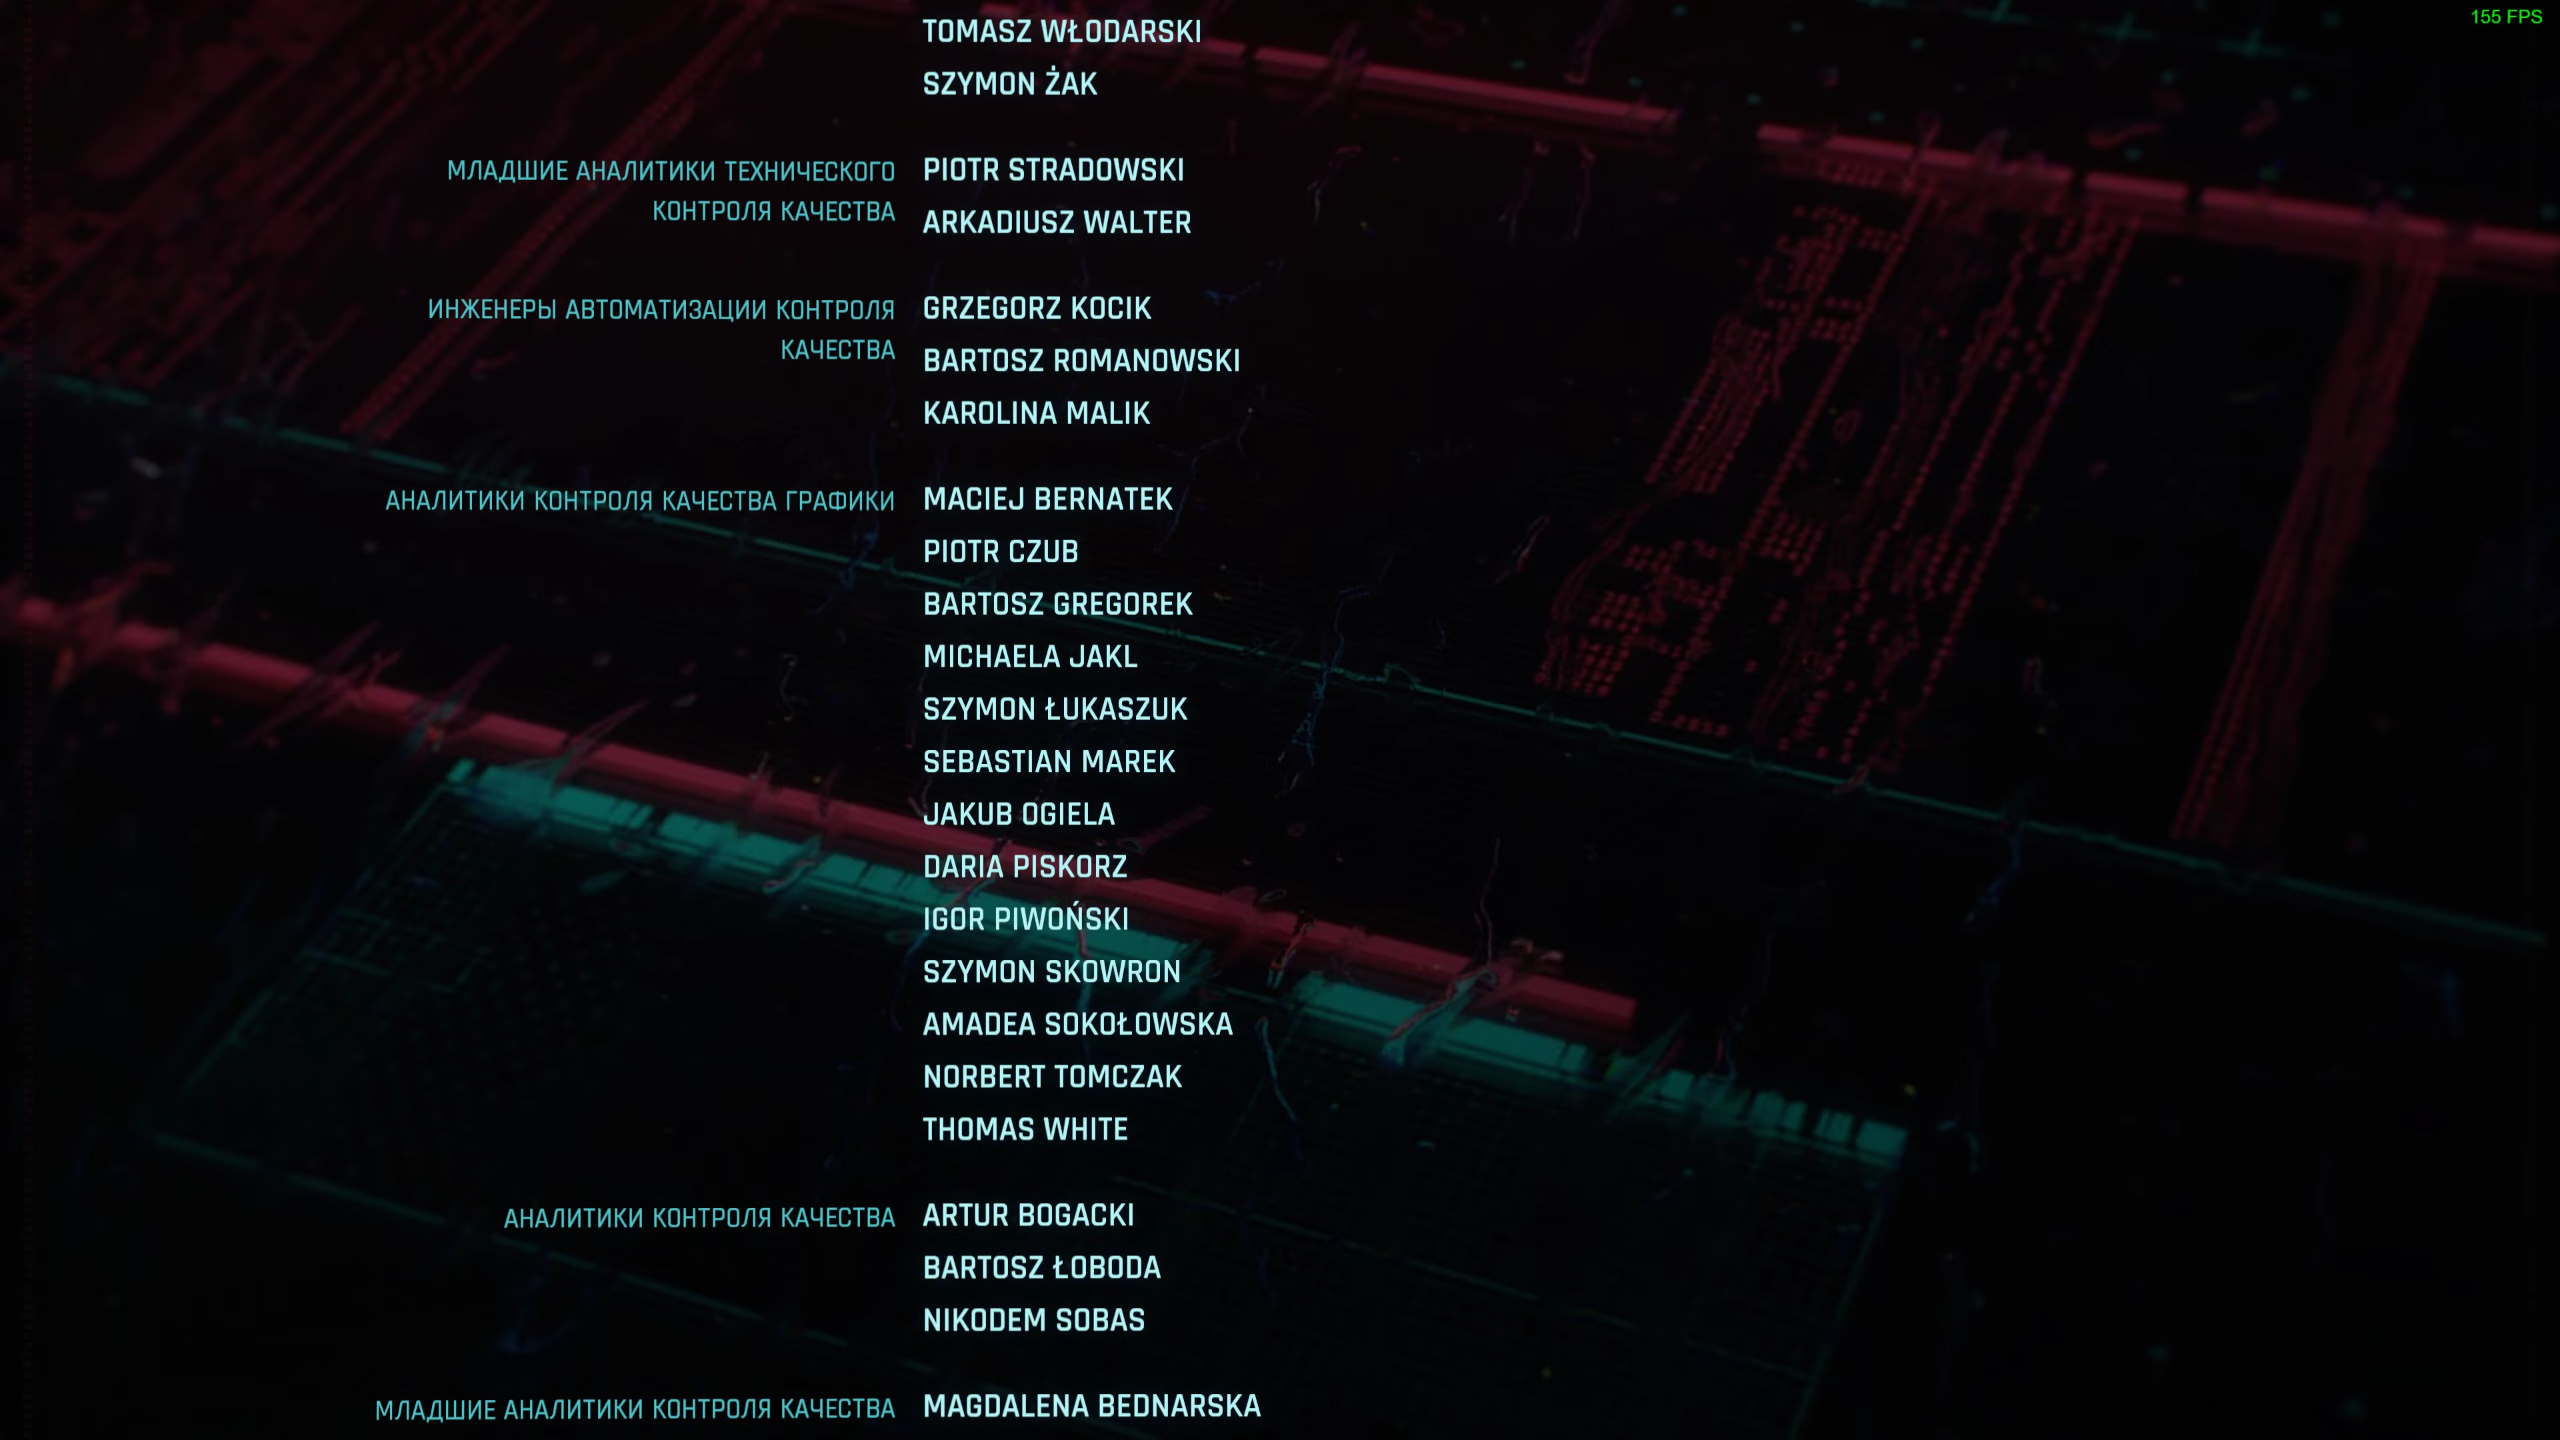 155 FPS
TOMASZ WŁODARSKI
SZYMON ŻAK
МЛАДШИЕ АНАЛИТИКИ ТЕХНИЧЕСКОГО
КОНТРОЛЯ КАЧЕСТВА
PIOTR STRADOWSKI
ARKADIUSZ WALTER
ИНЖЕНЕРЫ АВТОМАТИЗАЦИИ КОНТРОЛЯ
КАЧЕСТВА
GRZEGORZ KOCIK
BARTOSZ ROMANOWSKI
KAROLINA MALIK
АНАЛИТИКИ КОНТРОЛЯ КАЧЕСТВА ГРАФИКИ
MACIEJ BERNATEK
PIOTR CZUB
BARTOSZ GREGOREK
MICHAELA JAKL
SZYMON ŁUKASZUK
SEBASTIAN MAREK
JAKUB OGIELA
DARIA PISKORZ
IGOR PIWOŃSKI
SZYMON SKOWRON
AMADEA SOKOŁOWSKA
NORBERT TOMCZAK
THOMAS WHITE
АНАЛИТИКИ КОНТРОЛЯ КАЧЕСТВА
ARTUR BOGACKI
BARTOSZ ŁOBODA
NIKODEM SOBAS
МЛАДШИЕ АНАЛИТИКИ КОНТРОЛЯ КАЧЕСТВА
MAGDALENA BEDNARSKA